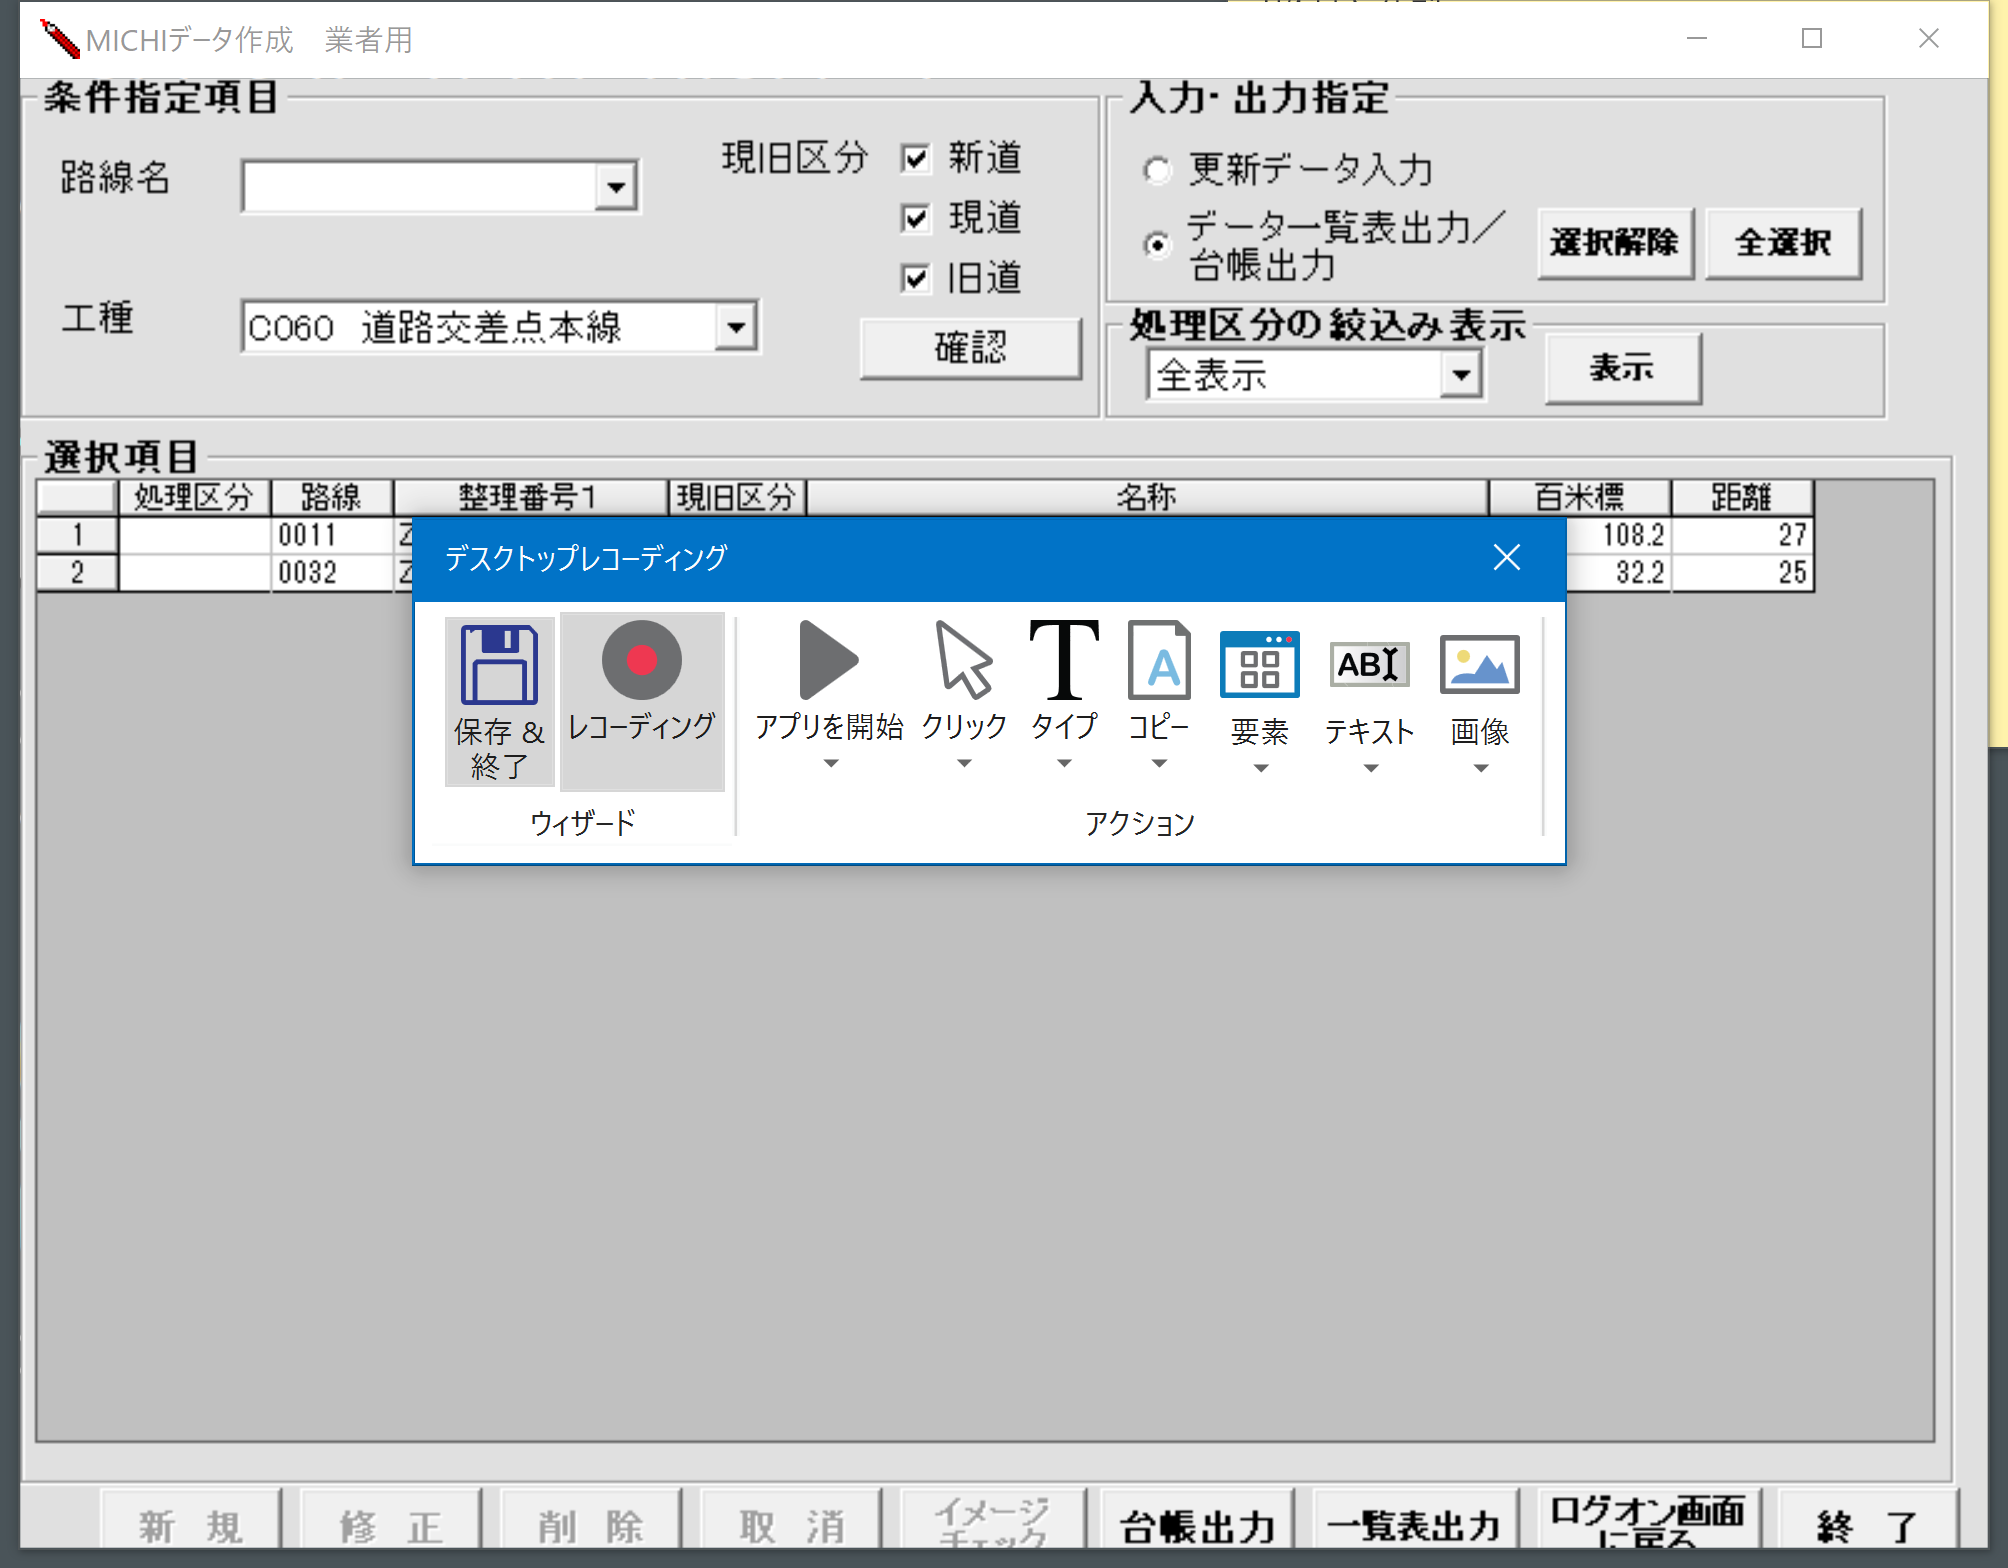 MICHIデータ作成　業者用
条件指定項目
路線名
現旧区分
新道
現道
旧道
工種
C060　道路交差点本線
確認
入力・出力指定
更新データ入力
データ一覧表出力／
台帳出力
選択解除
全選択
処理区分の絞込み表示
全表示
表示
選択項目
処理区分 路線 整理番号1 現旧区分 名称 百米標 距離
1 0011 108.2 27
2 0032 32.2 25
デスクトップレコーディング
保存 &
終了
レコーディング
アプリを開始
クリック
タイプ
コピー
要素
テキスト
画像
ウィザード
アクション
新 規
修 正
削 除
取 消
イメージ
チェック
台帳出力
一覧表出力
ログオン画面
に戻る
終 了